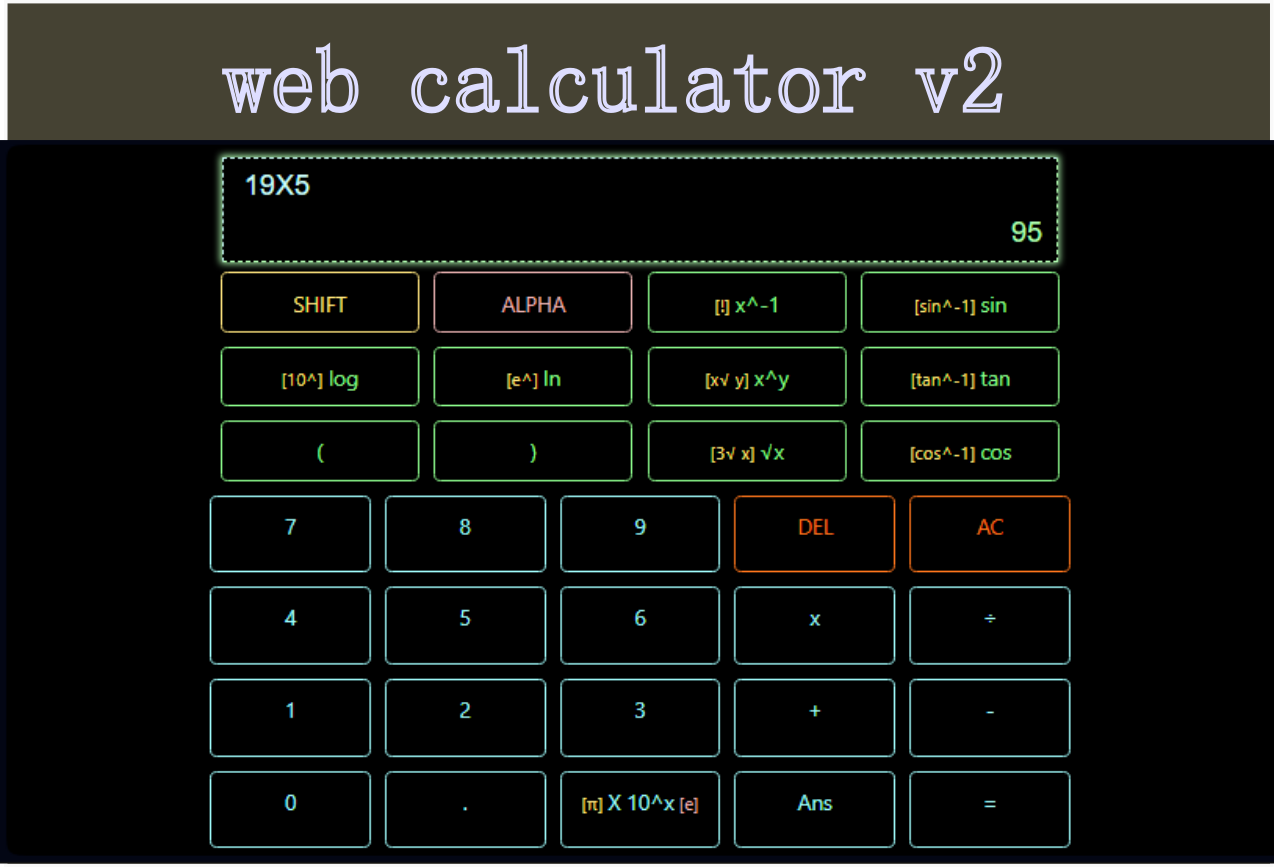 web calculator v2
19X5
95
SHIFT ALPHA [!] x^-1 [sin^-1] sin
[10^] log [e^] ln [x√ y] x^y [tan^-1] tan
( ) [3√ x] √x [cos^-1] cos
7 8 9 DEL AC
4 5 6 x ÷
1 2 3 + -
0 . [π] X 10^x [e] Ans =